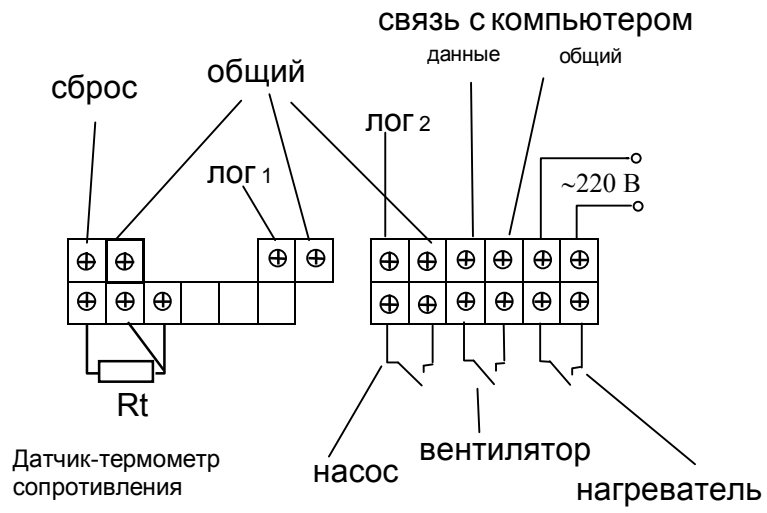 связь с компьютером
данные общий
сброс
общий
лог 2
лог 1
~220 В
Rt
Датчик-термометр
сопротивления
насос
вентилятор
нагреватель